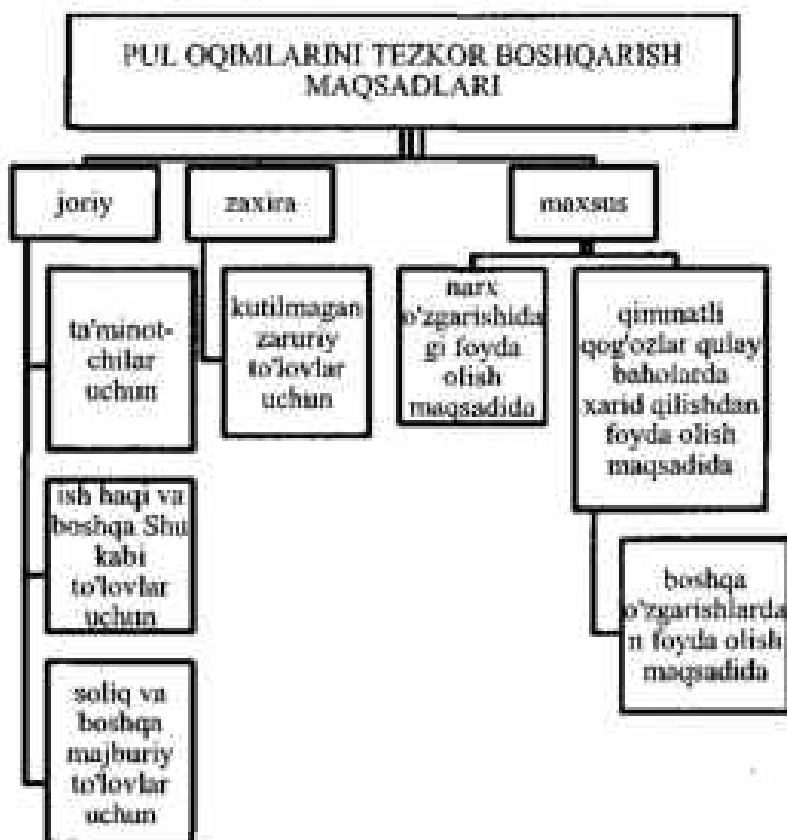 PUL OQIMLARINI TEZKOR BOSHQARISH
MAQSADLARI
joriy
zaxira
maxsus
ta'minot-
chilar
uchun
kutilmagan
zaruriy
to'lovlar
uchun
narx
o'zgarishida
gi foyda
olish
maqsadida
qimmatli
qog'ozlar qulay
baholarda
xarid qilishdan
foyda olish
maqsadida
ish haqi va
boshqa Shu
kabi
to'lovlar
uchun
boshqa
o'zgarishlarda
n foyda olish
maqsadida
soliq va
boshqa
majburiy
to'lovlar
uchun